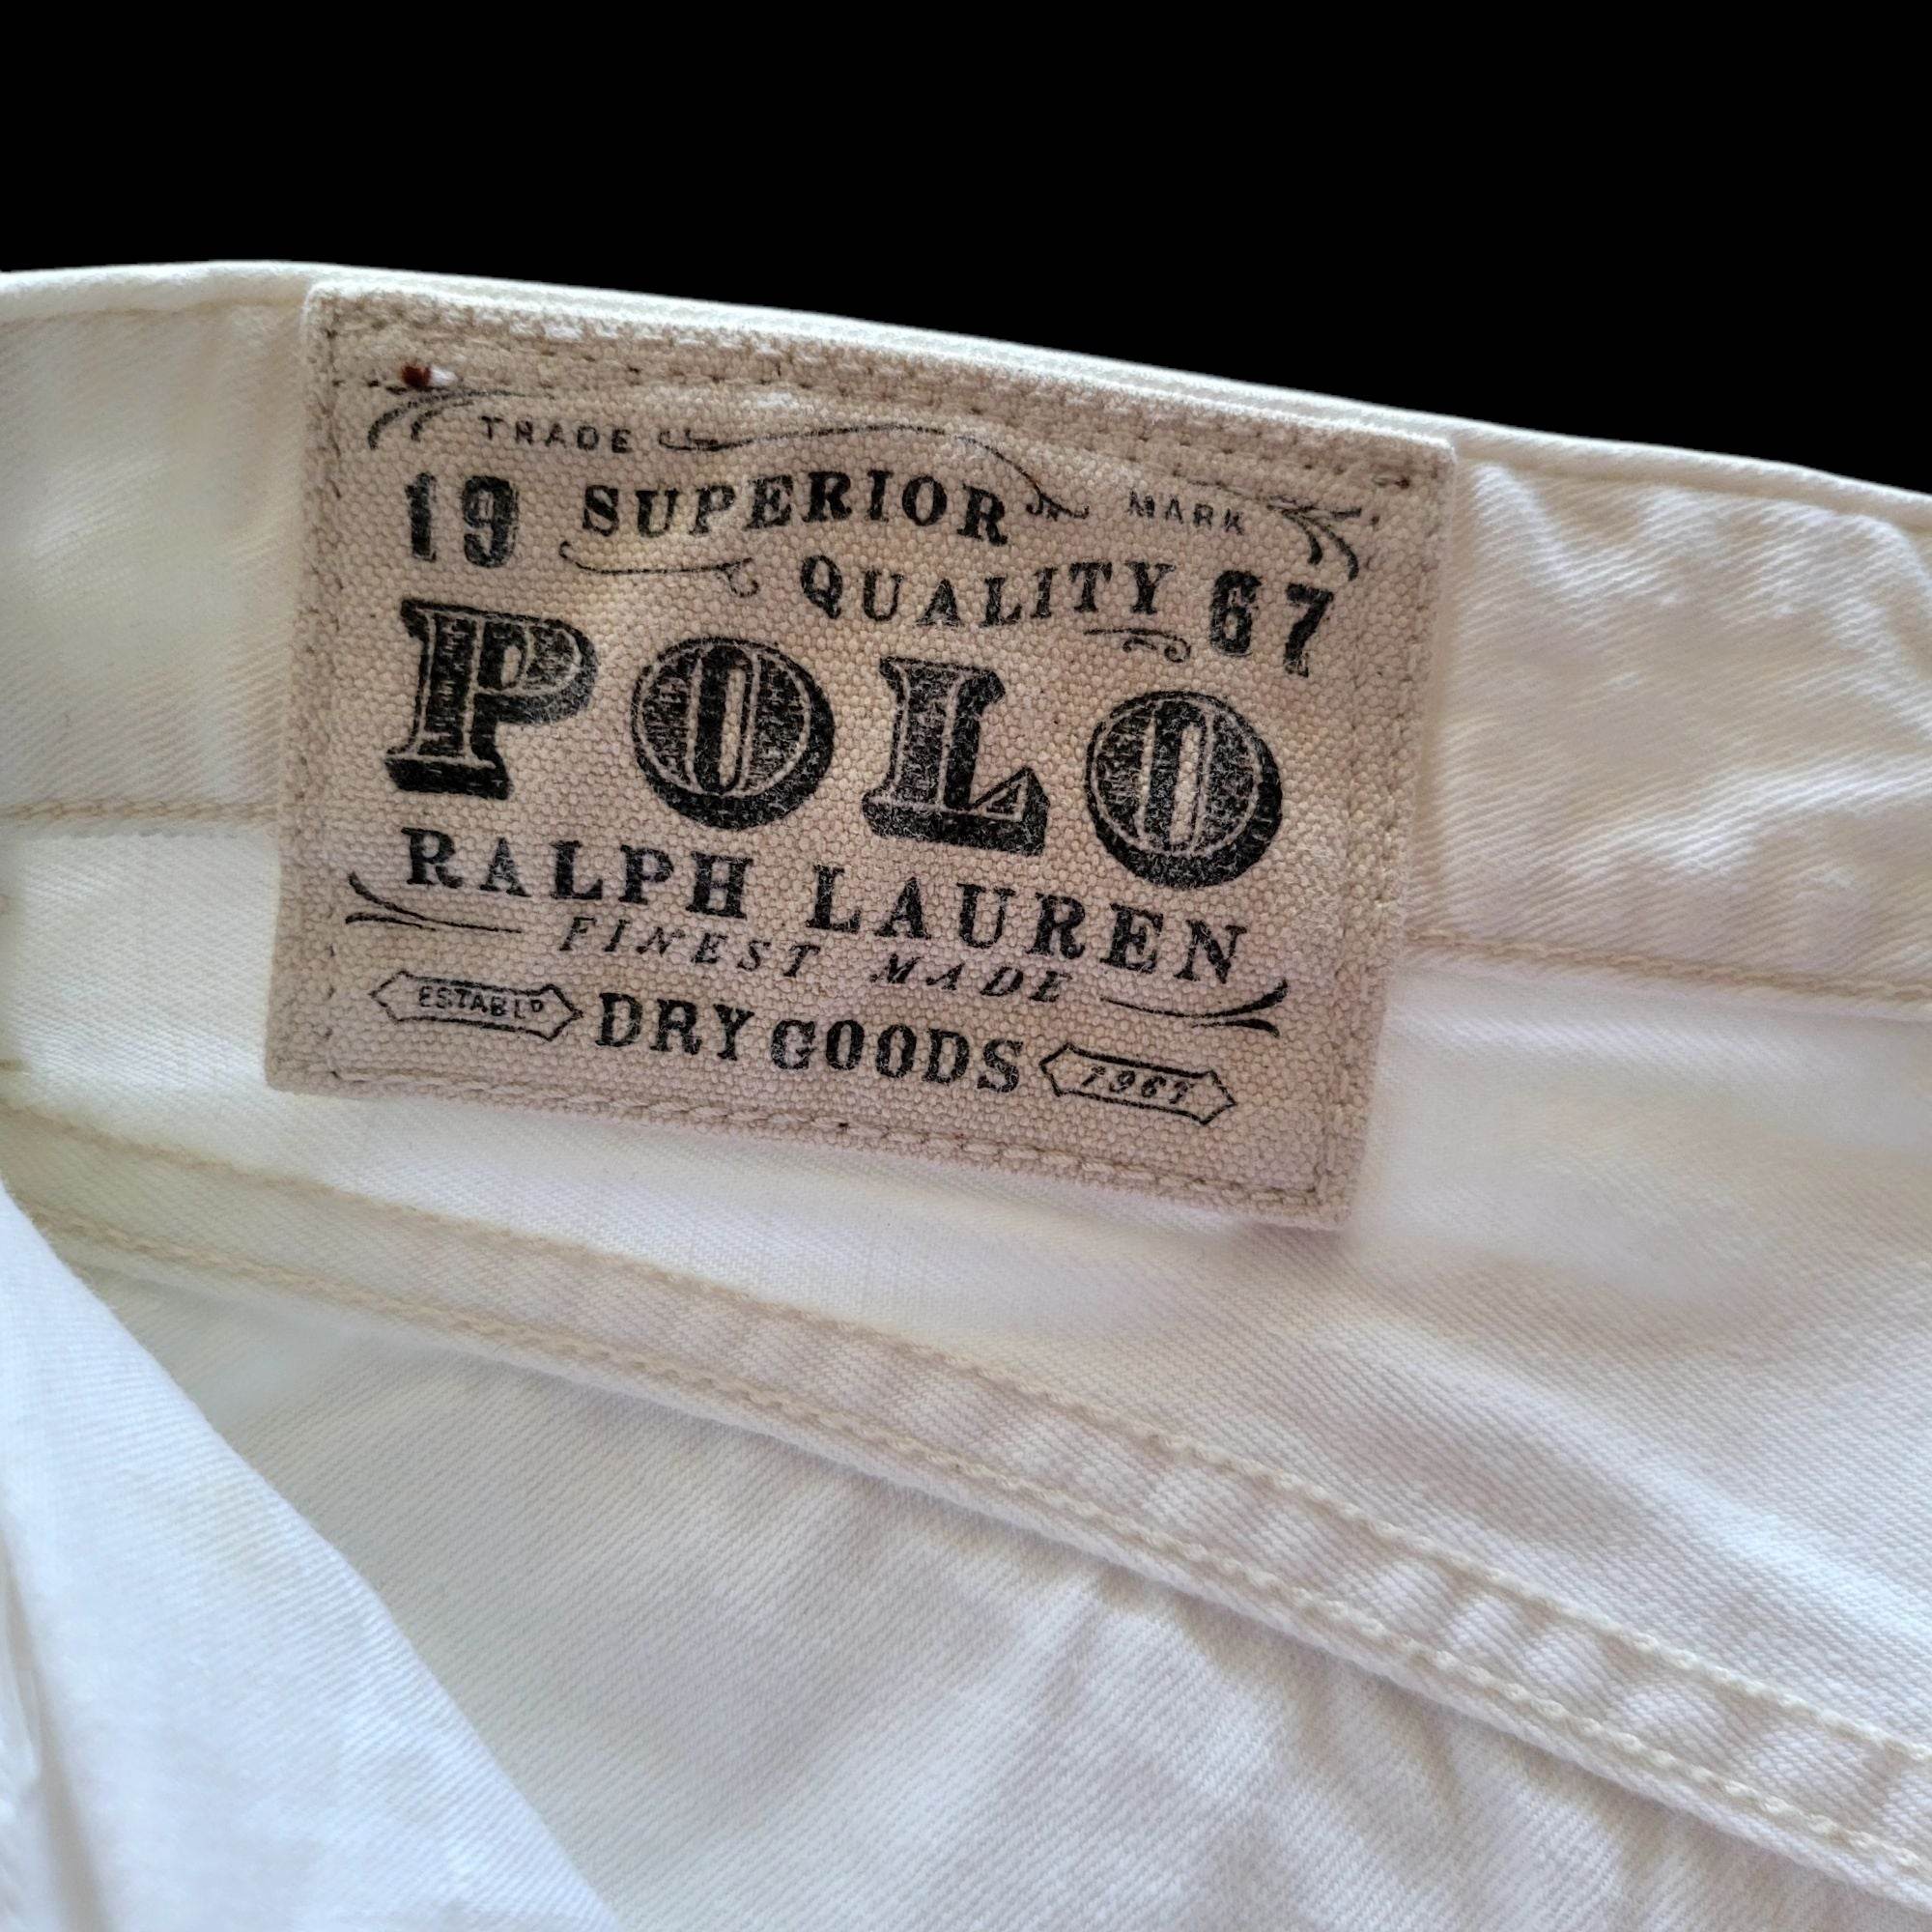 TRADE MARK
19 SUPERIOR
QUALITY 67
POLO
RALPH LAUREN
FINEST MADE
ESTABLD DRY GOODS 1967